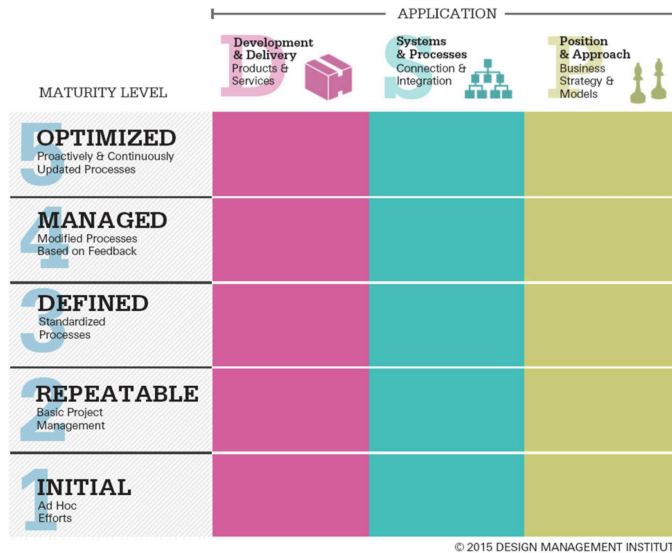 APPLICATION
MATURITY LEVEL
D
Development
& Delivery
Products &
Services
S
Systems
& Processes
Connection &
Integration
Position
& Approach
Business
Strategy &
Models
5
OPTIMIZED
Proactively & Continuously
Updated Processes
4
MANAGED
Modified Processes
Based on Feedback
3
DEFINED
Standardized
Processes
2
REPEATABLE
Basic Project
Management
1
INITIAL
Ad Hoc
Efforts
© 2015 DESIGN MANAGEMENT INSTITUT